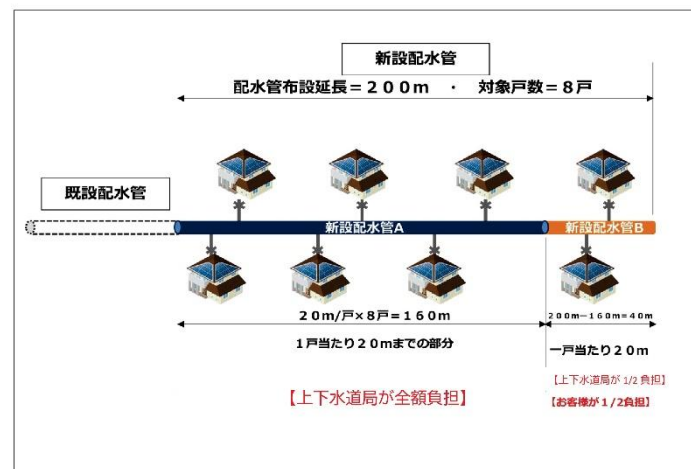 新設配水管
配水管布設延長＝２００ｍ ・ 対象戸数＝８戸
既設配水管
新設配水管A
新設配水管B
２０ｍ/戸×８戸＝１６０ｍ
２００ｍ－１６０ｍ＝４０ｍ
１戸当たり２０ｍまでの部分
一戸当たり２０ｍ
【上下水道局が全額負担】
【上下水道局が 1/2 負担】
【お客様が１/２負担】